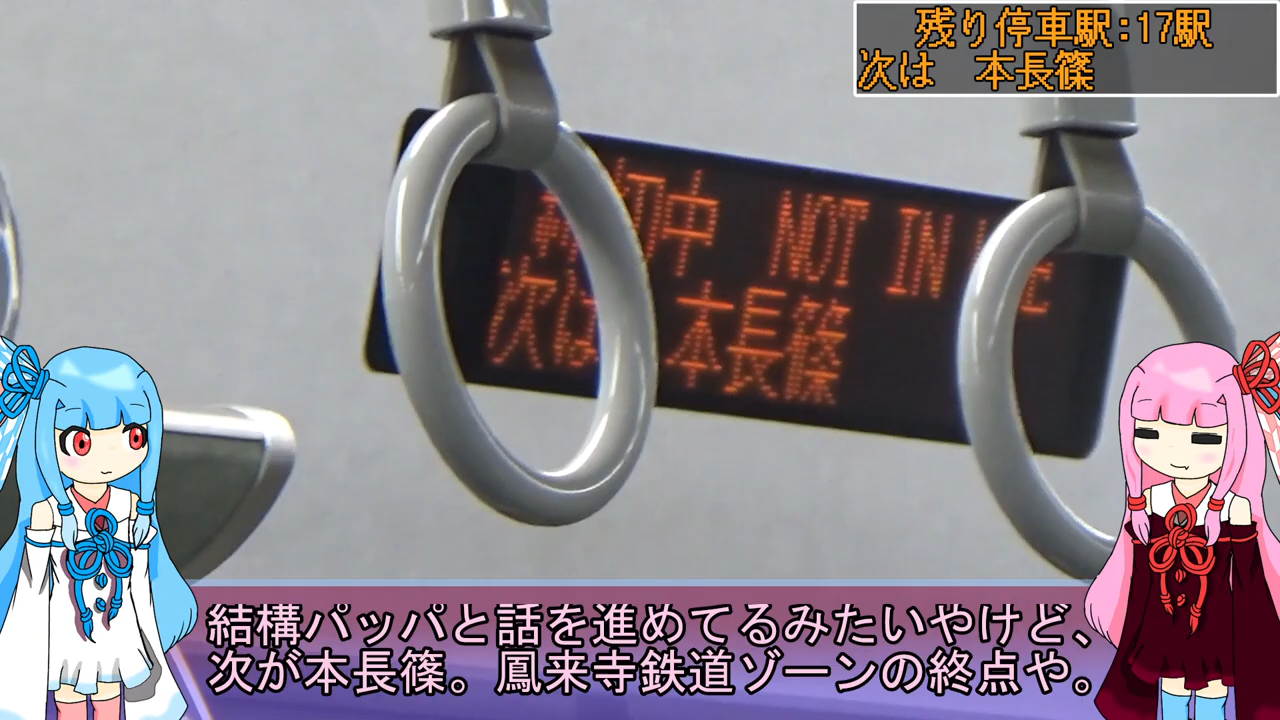 残り停車駅:17駅
次は 本長篠
中 NOT IN
次は 本長篠
結構パッパと話を進めてるみたいやけど、
次が本長篠。鳳来寺鉄道ゾーンの終点や。